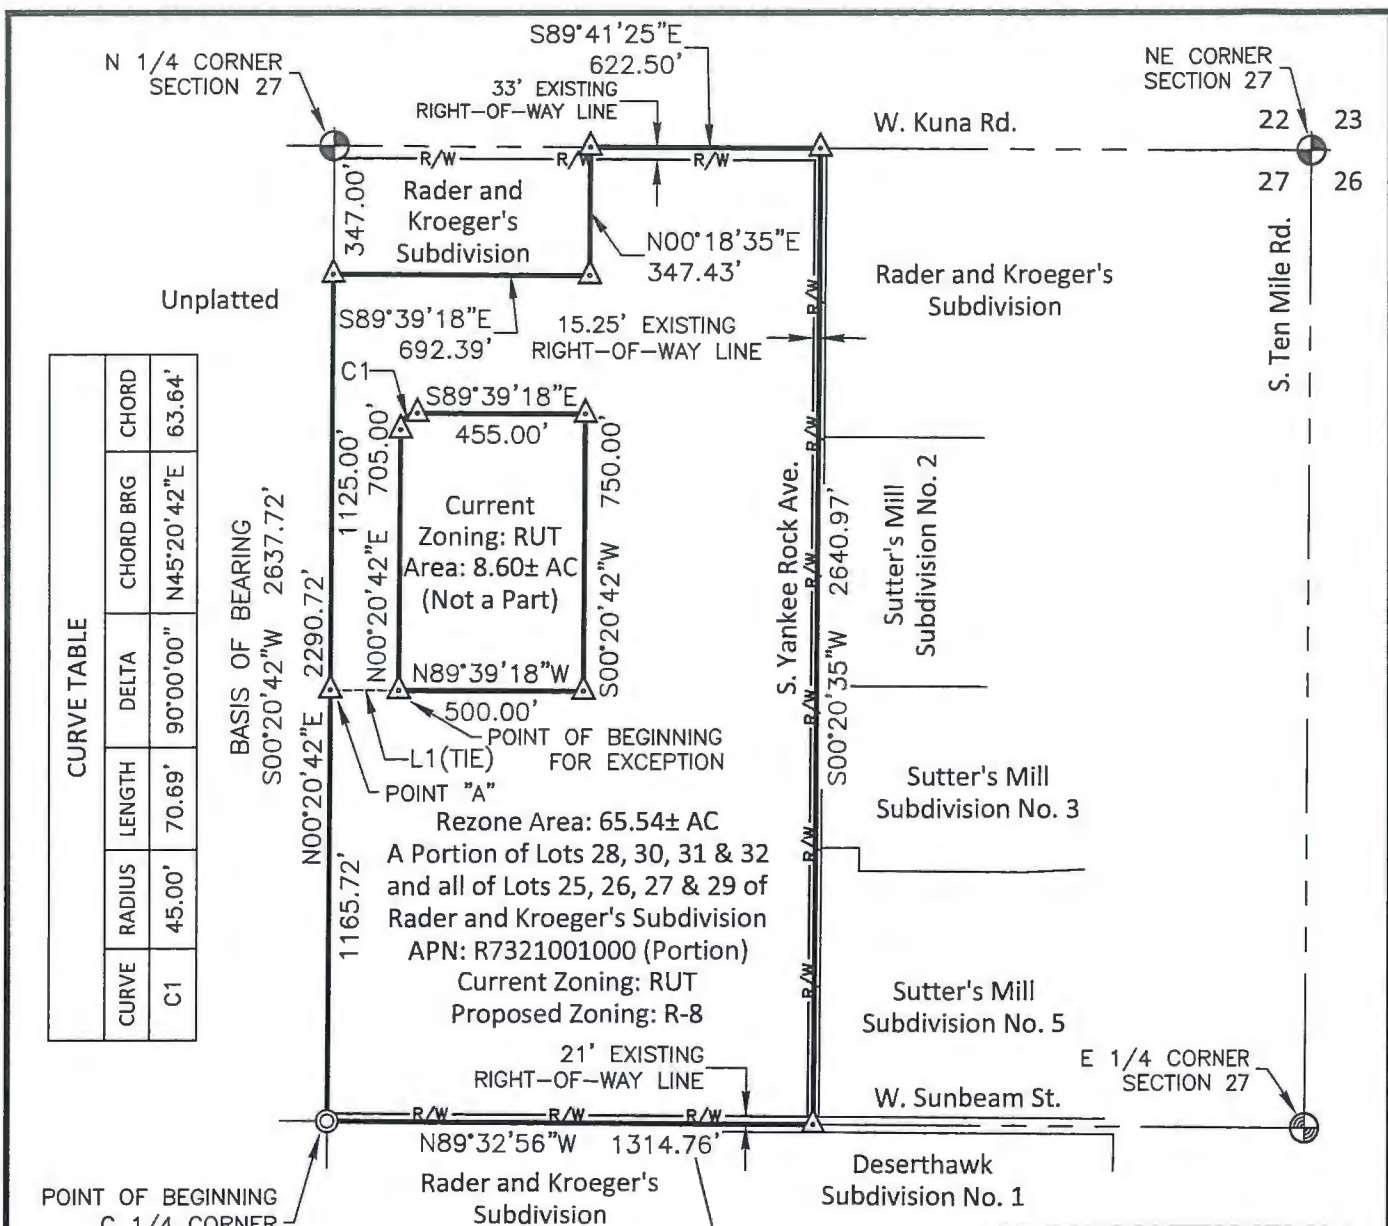 S89°41'25"E
622.50'
N 1/4 CORNER
SECTION 27
33' EXISTING
RIGHT-OF-WAY LINE
W. Kuna Rd.
NE CORNER
SECTION 27
22 23
27 26
R/W R/W R/W
347.00'
Rader and
Kroeger's
Subdivision
N00°18'35"E
347.43'
Unplatted
S89°39'18"E
692.39'
15.25' EXISTING
RIGHT-OF-WAY LINE
R/W
Rader and Kroeger's
Subdivision
S. Ten Mile Rd.
C1
S89°39'18"E
455.00'
1125.00'
705.00'
N00°20'42"E
750.00'
S00°20'42"W
Current
Zoning: RUT
Area: 8.60± AC
(Not a Part)
N89°39'18"W
500.00'
S. Yankee Rock Ave.
R/W
R/W
R/W
S00°20'35"W 2640.97'
Sutter's Mill
Subdivision No. 2
BASIS OF BEARING
S00°20'42"W 2637.72'
N00°20'42"E 2290.72'
CURVE TABLE
CURVE RADIUS LENGTH DELTA CHORD BRG CHORD
C1 45.00' 70.69' 90°00'00" N45°20'42"E 63.64'
POINT OF BEGINNING
FOR EXCEPTION
L1(TIE)
POINT "A"
Sutter's Mill
Subdivision No. 3
1165.72'
Rezone Area: 65.54± AC
A Portion of Lots 28, 30, 31 & 32
and all of Lots 25, 26, 27 & 29 of
Rader and Kroeger's Subdivision
APN: R7321001000 (Portion)
Current Zoning: RUT
Proposed Zoning: R-8
R/W
R/W
Sutter's Mill
Subdivision No. 5
21' EXISTING
RIGHT-OF-WAY LINE
E 1/4 CORNER
SECTION 27
W. Sunbeam St.
R/W R/W R/W
N89°32'56"W 1314.76'
Deserthawk
Subdivision No. 1
Rader and Kroeger's
Subdivision
POINT OF BEGINNING
C 1/4 CORNER